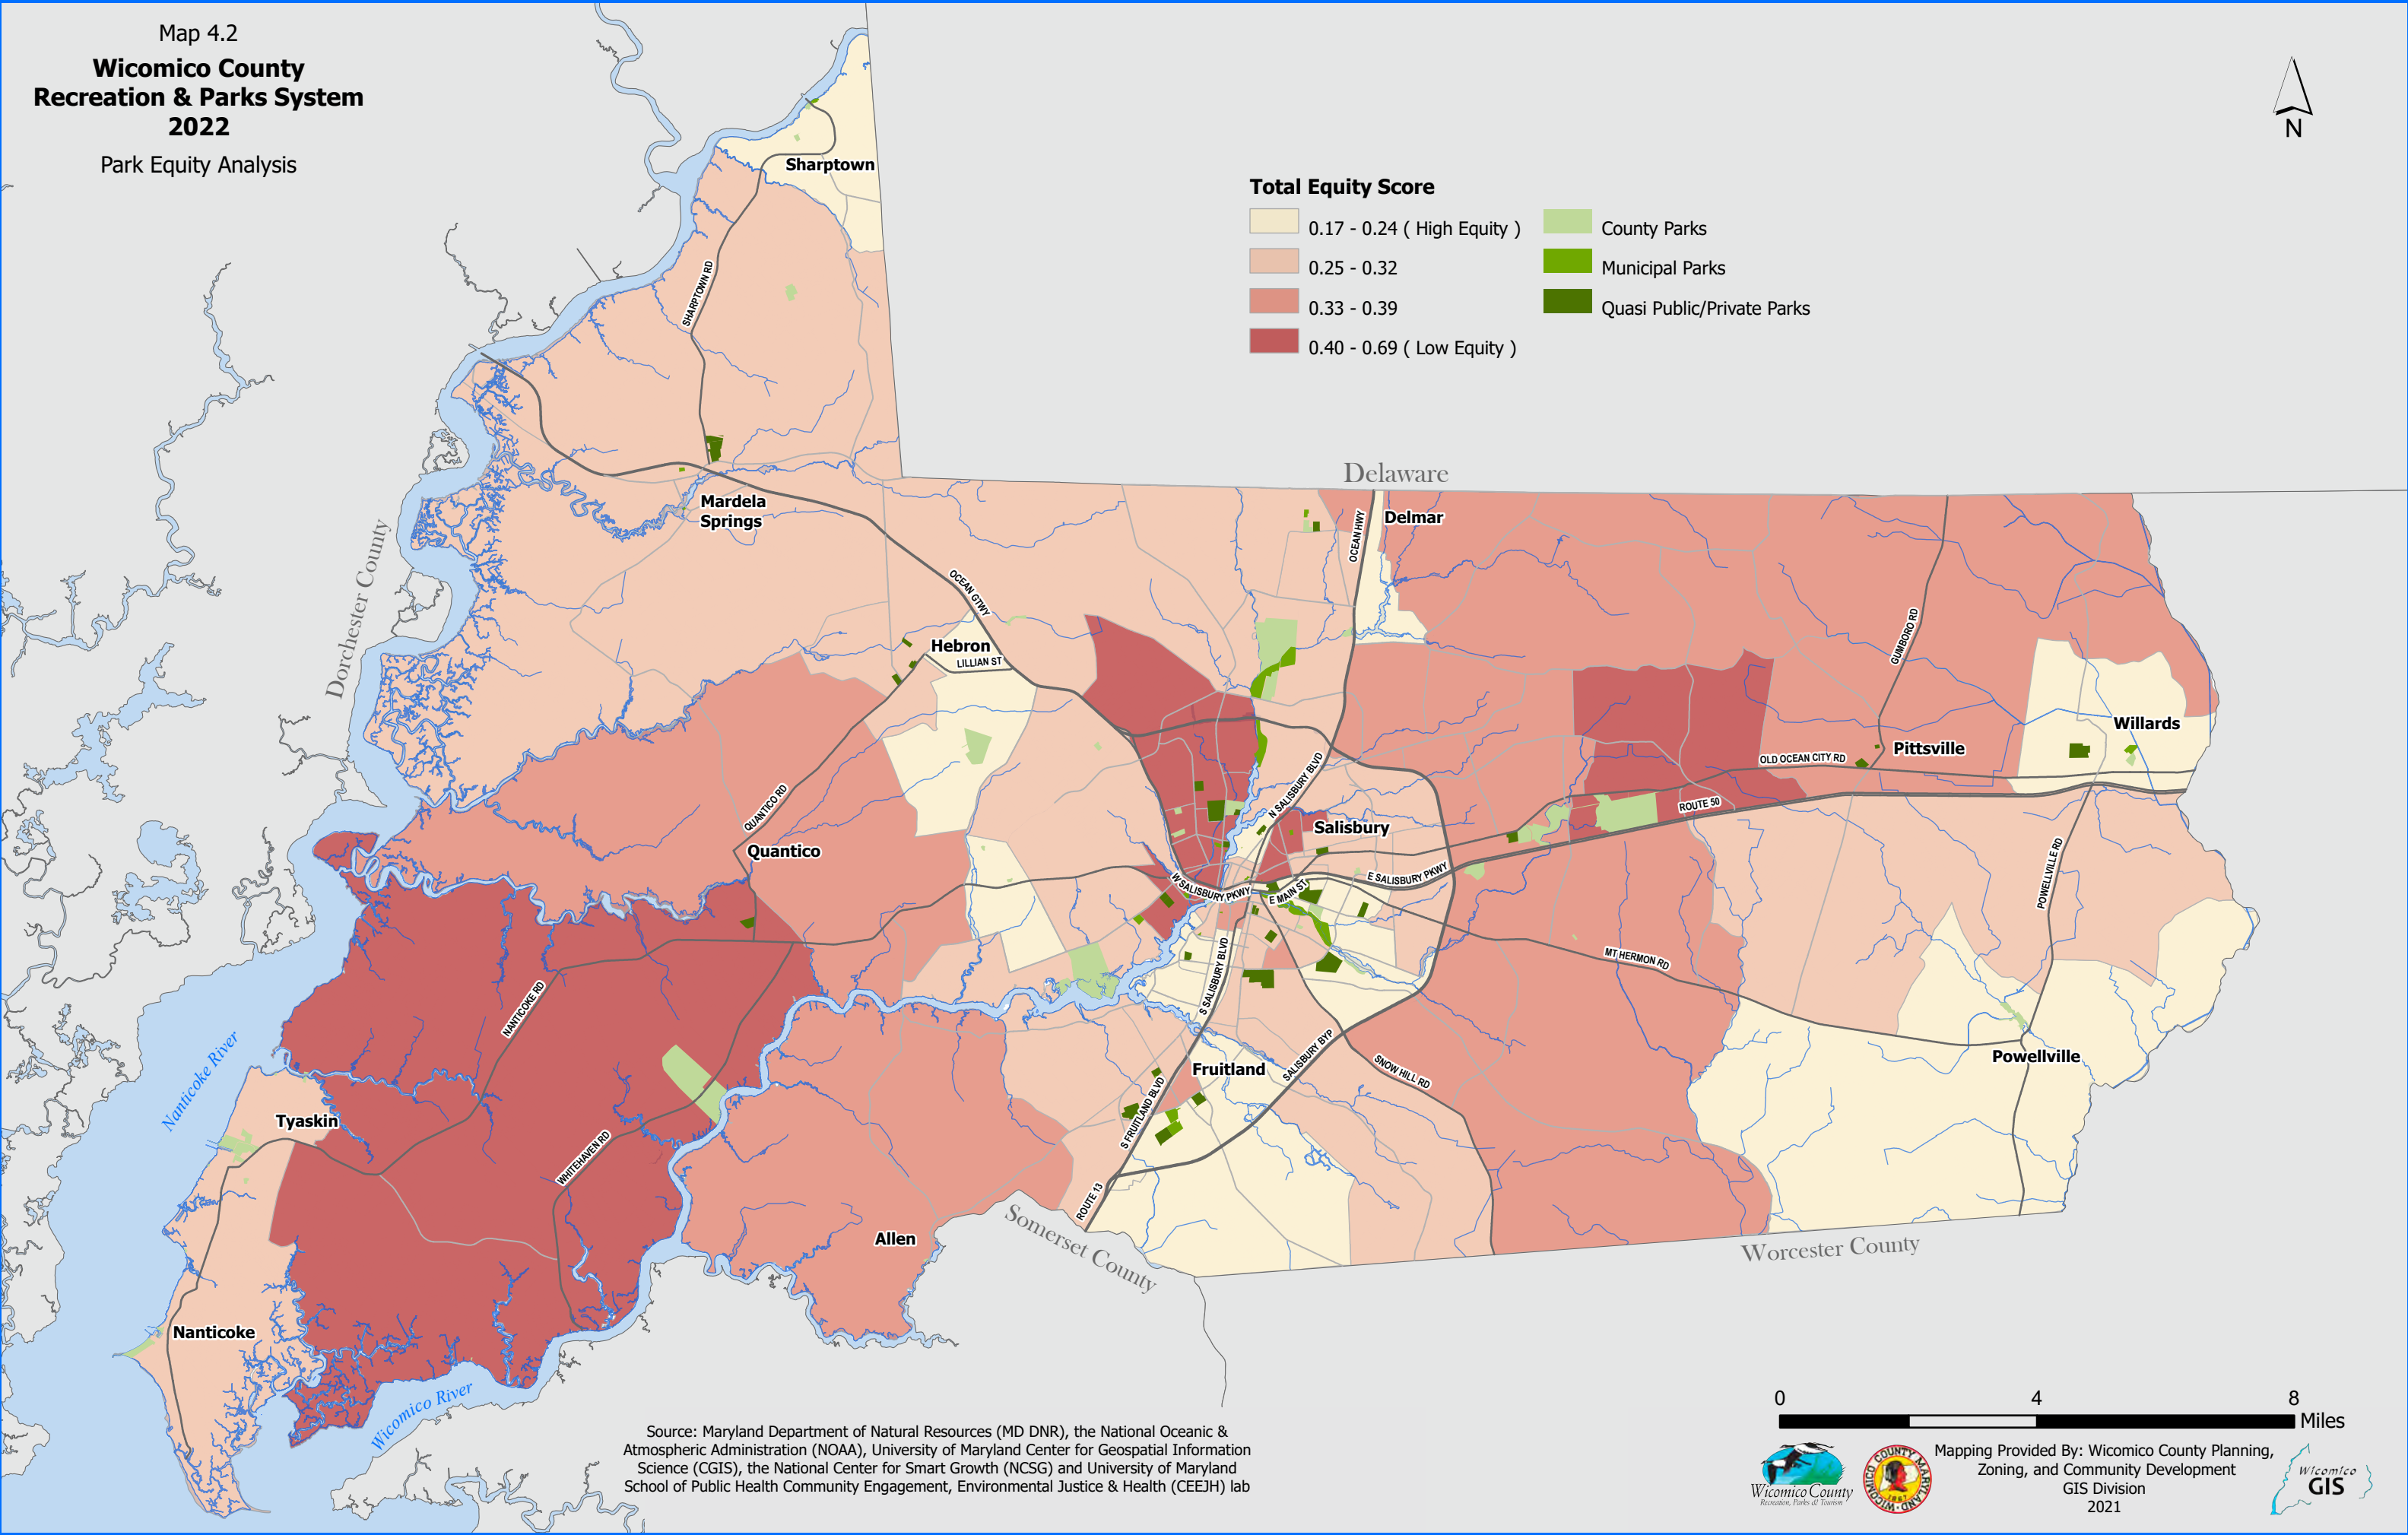 Map 4.2
Wicomico County
Recreation & Parks System
2022
Park Equity Analysis
N
Total Equity Score
0.17 - 0.24 ( High Equity )
0.25 - 0.32
0.33 - 0.39
0.40 - 0.69 ( Low Equity )
County Parks
Municipal Parks
Quasi Public/Private Parks
Sharptown
SHARPTOWN RD
Delaware
Mardela
Springs
Delmar
OCEAN HWY
Dorchester County
OCEAN GTWY
Hebron
LILLIAN ST
GUMBORO RD
Willards
Pittsville
OLD OCEAN CITY RD
QUANTICO RD
N SALISBURY BLVD
ROUTE 50
Salisbury
Quantico
W SALISBURY PKWY
E MAIN ST
E SALISBURY PKWY
POWELLVILLE RD
MT HERMON RD
NANTICOKE RD
S SALISBURY BLVD
Nanticoke River
Fruitland
SALISBURY BYP
SNOW HILL RD
Powellville
Tyaskin
S FRUITLAND BLVD
WHITEHAVEN RD
ROUTE 13
Allen
Somerset County
Worcester County
Nanticoke
Wicomico River
Source: Maryland Department of Natural Resources (MD DNR), the National Oceanic &
Atmospheric Administration (NOAA), University of Maryland Center for Geospatial Information
Science (CGIS), the National Center for Smart Growth (NCSG) and University of Maryland
School of Public Health Community Engagement, Environmental Justice & Health (CEEJH) lab
0 4 8
Miles
Mapping Provided By: Wicomico County Planning,
Zoning, and Community Development
GIS Division
2021
Wicomico County
Recreation, Parks & Tourism
WICOMICO COUNTY MARYLAND
1867
Wicomico
GIS